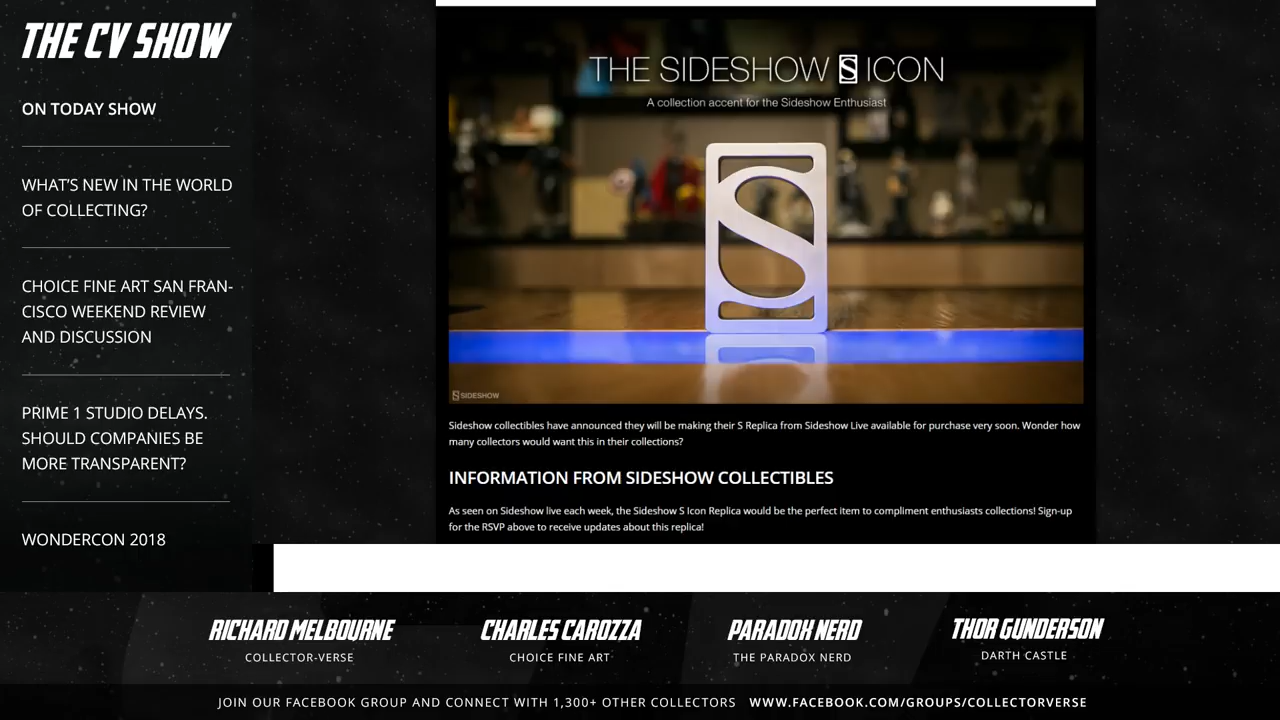 THE CV SHOW
ON TODAY SHOW
WHAT'S NEW IN THE WORLD
OF COLLECTING?
CHOICE FINE ART SAN FRAN-
CISCO WEEKEND REVIEW
AND DISCUSSION
PRIME 1 STUDIO DELAYS.
SHOULD COMPANIES BE
MORE TRANSPARENT?
WONDERCON 2018
THE SIDESHOW S ICON
A collection accent for the Sideshow Enthusiast
S
S SIDESHOW
Sideshow collectibles have announced they will be making their S Replica from Sideshow Live available for purchase very soon. Wonder how
many collectors would want this in their collections?
INFORMATION FROM SIDESHOW COLLECTIBLES
As seen on Sideshow live each week, the Sideshow S Icon Replica would be the perfect item to compliment enthusiasts collections! Sign-up
for the RSVP above to receive updates about this replica!
RICHARD MELBOURNE
COLLECTOR-VERSE
CHARLES CAROZZA
CHOICE FINE ART
PARADOX NERD
THE PARADOX NERD
THOR GUNDERSON
DARTH CASTLE
JOIN OUR FACEBOOK GROUP AND CONNECT WITH 1,300+ OTHER COLLECTORS WWW.FACEBOOK.COM/GROUPS/COLLECTORVERSE